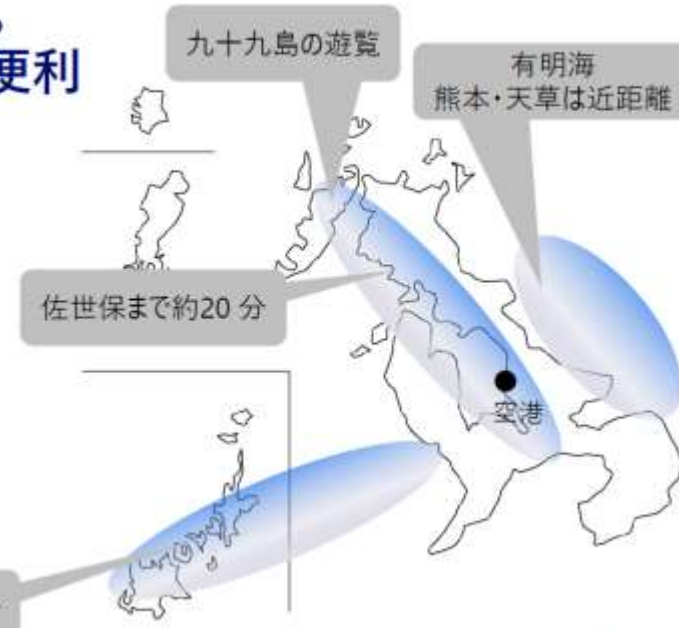 便利
九十九島の遊覧
有明海
熊本・天草は近距離
佐世保まで約20 分
空港